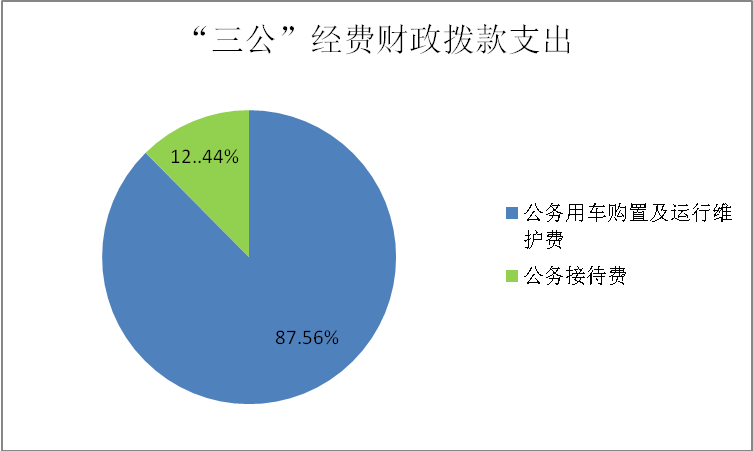 “三公”经费财政拨款支出
12..44%
87.56%
公务用车购置及运行维
护费
公务接待费